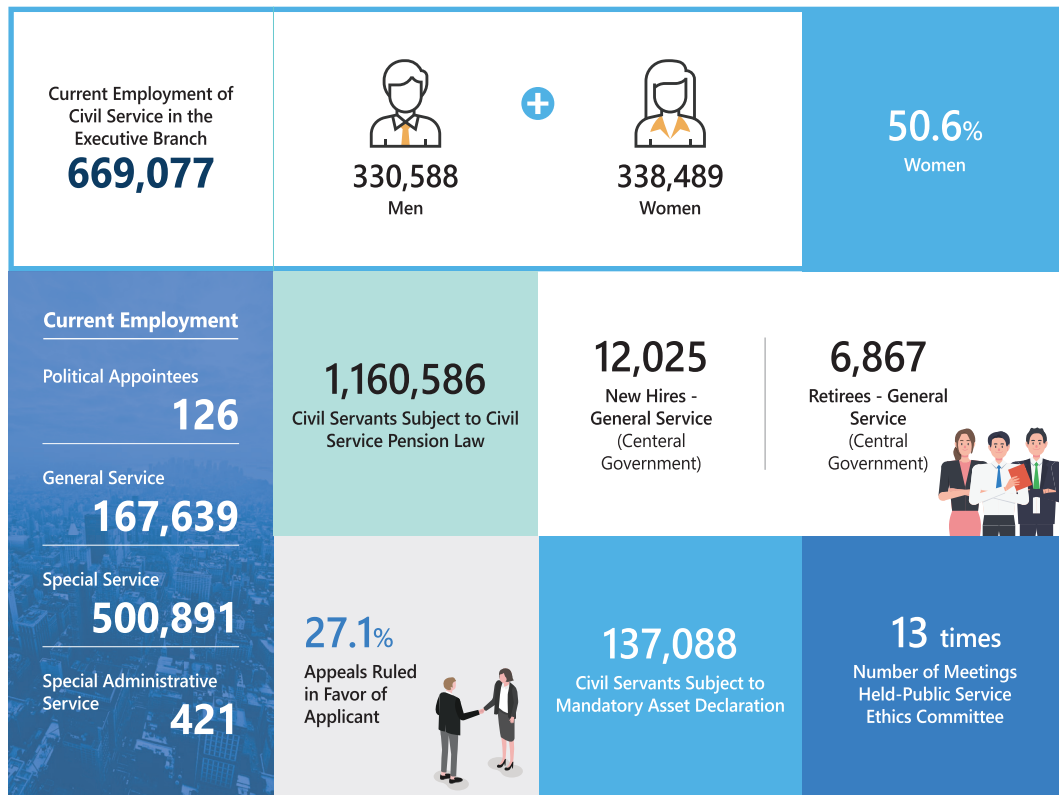 Current Employment of
Civil Service in the
Executive Branch
669,077
330,588
Men
338,489
Women
50.6%
Women
Current Employment
Political Appointees
126
General Service
167,639
Special Service
500,891
Special Administrative
Service
421
1,160,586
Civil Servants Subject to Civil
Service Pension Law
12,025
New Hires -
General Service
(Centeral
Government)
6,867
Retirees - General
Service
(Central
Government)
27.1%
Appeals Ruled
in Favor of
Applicant
137,088
Civil Servants Subject to
Mandatory Asset Declaration
13 times
Number of Meetings
Held-Public Service
Ethics Committee